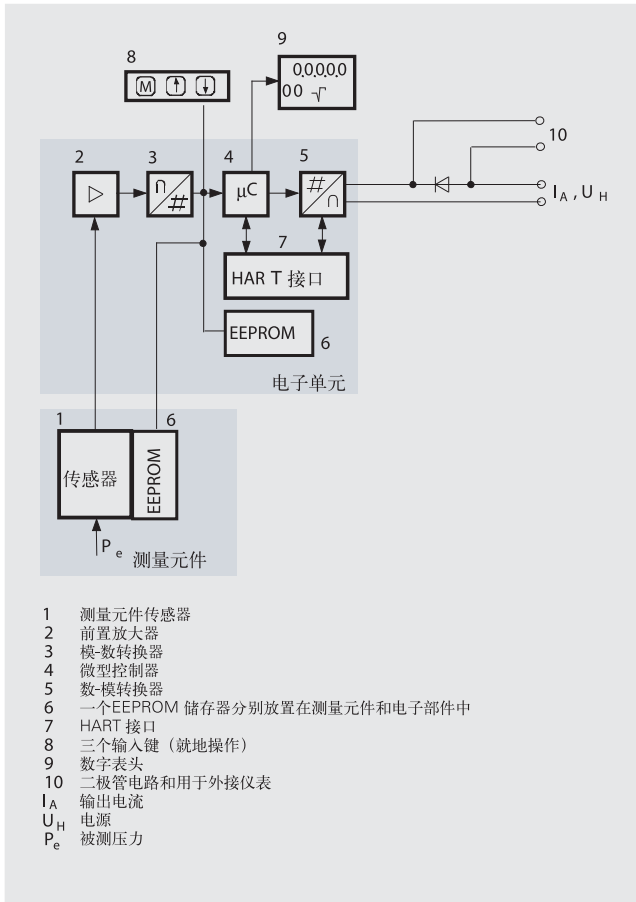 9
8
00000
00 √
M ↑ ↓
10
2 3 4 5
∩ # μC # ∩
I A , U H
7
HAR T 接口
EEPROM
6
电子单元
1 6
传感器
EEPROM
P e
测量元件
1 测量元件传感器
2 前置放大器
3 模-数转换器
4 微型控制器
5 数-模转换器
6 一个EEPROM 储存器分别放置在测量元件和电子部件中
7 HART 接口
8 三个输入键（就地操作）
9 数字表头
10 二极管电路和用于外接仪表
I A 输出电流
U H 电源
P e 被测压力